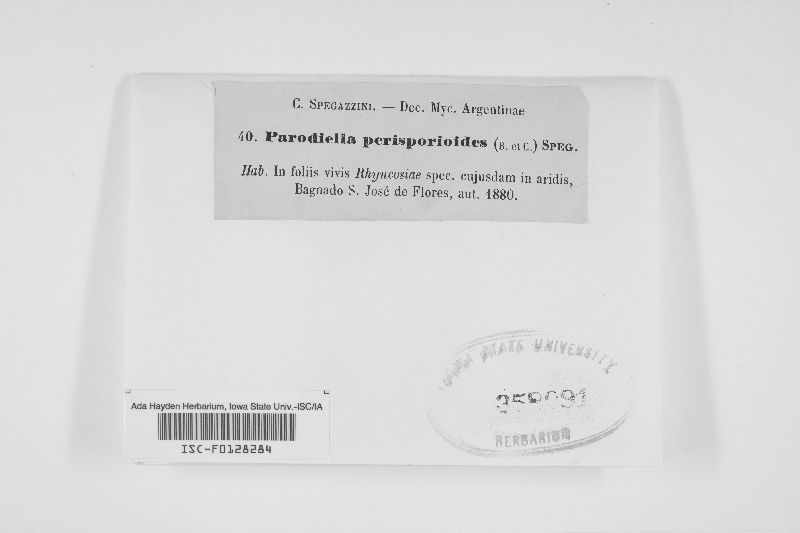 C. SPEGAZZINI. — Dec. Myc. Argentinae
40. Parodiella perisporioides (B. et C.) SPEG.
Hab. In foliis vivis Rhyncosiae spec. cujusdam in aridis,
Bagnado S. José de Flores, aut. 1880.
IOWA STATE UNIVERSITY
HERBARIUM
Ada Hayden Herbarium, Iowa State Univ.-ISC/IA
ISC-F0128284